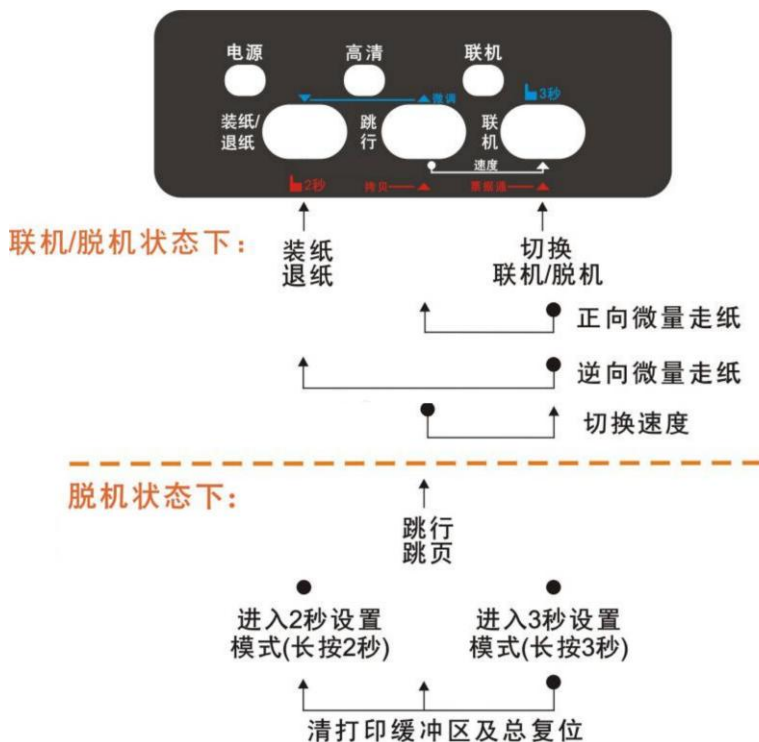 电源 高清 联机
微调 3秒
装纸/ 跳 联
退纸 行 机
速度
2秒 拷贝 票据通
联机/脱机状态下： 装纸 切换
退纸 联机/脱机
正向微量走纸
逆向微量走纸
切换速度
脱机状态下：
跳行
跳页
进入2秒设置 进入3秒设置
模式(长按2秒) 模式(长按3秒)
清打印缓冲区及总复位